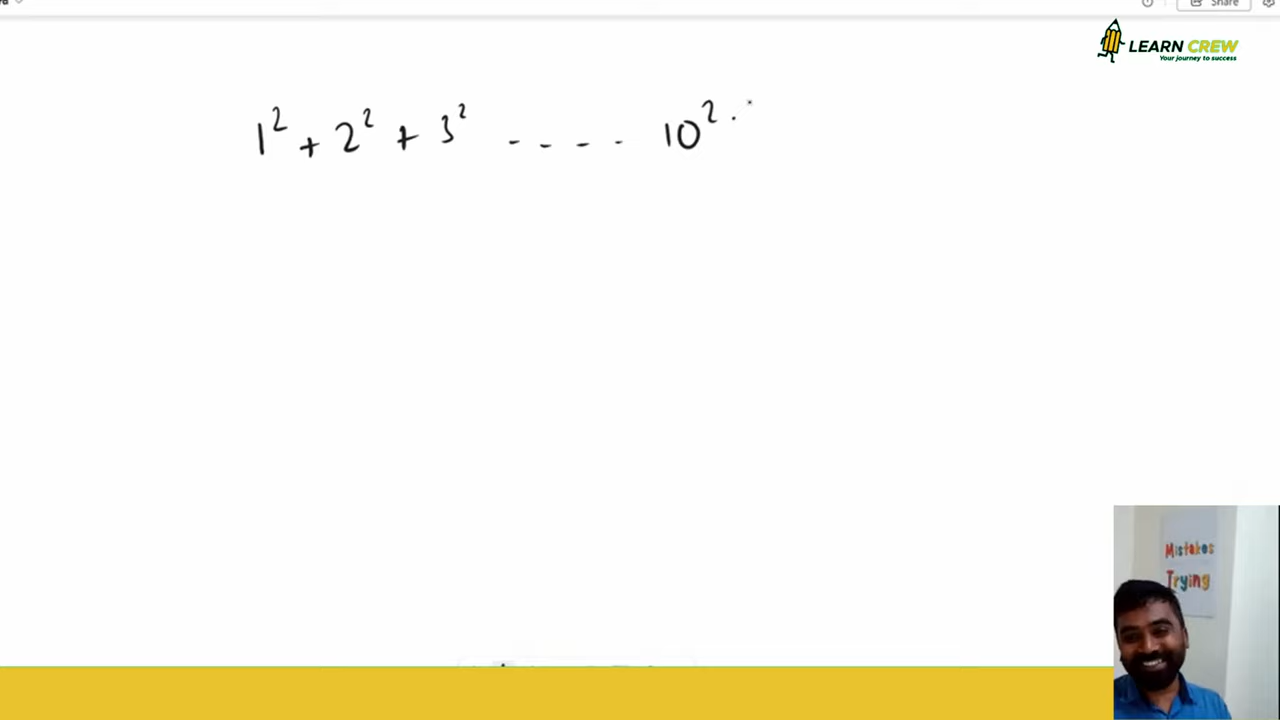 Share
LEARN CREW
Your journey to success
1² + 2² + 3² - - - - 10² .
Mistakes
Trying